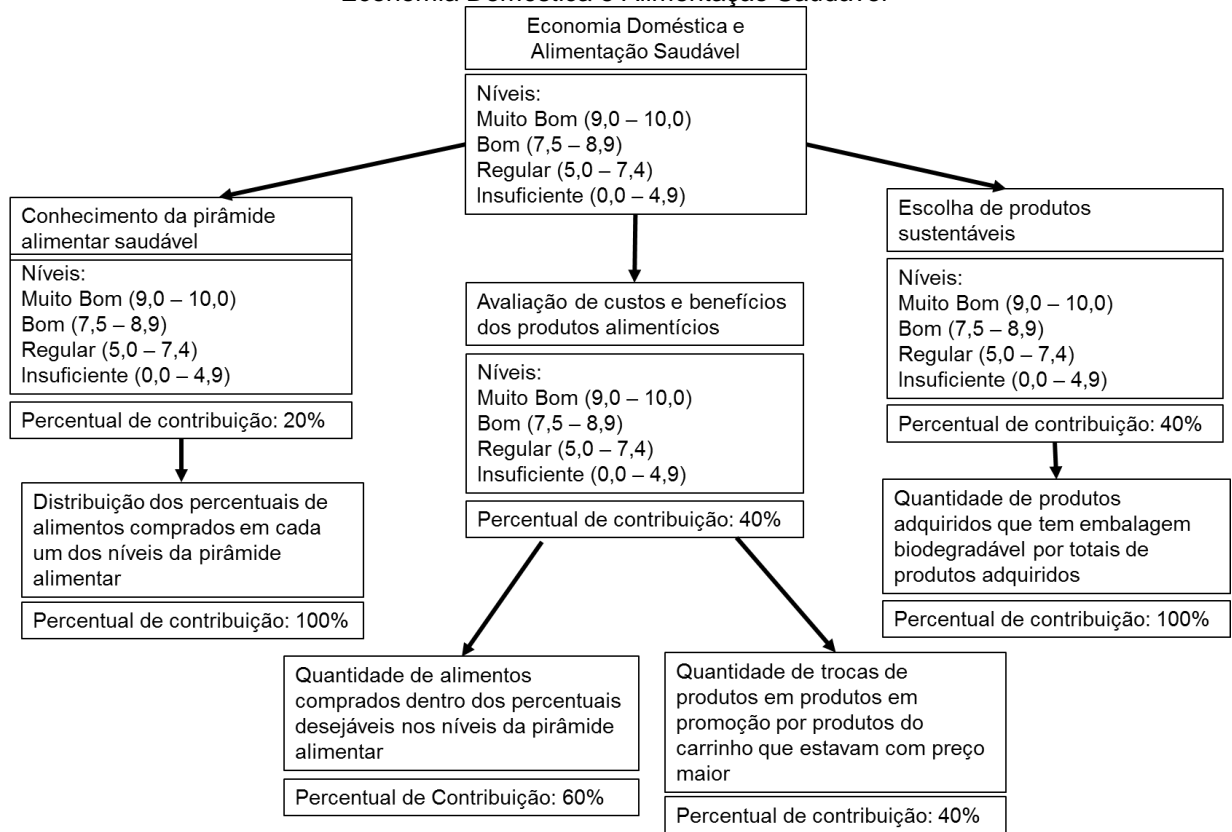 Economia Doméstica e Alimentação Saudável
Economia Doméstica e
Alimentação Saudável
Níveis:
Muito Bom (9,0 – 10,0)
Bom (7,5 – 8,9)
Regular (5,0 – 7,4)
Insuficiente (0,0 – 4,9)
Conhecimento da pirâmide
alimentar saudável
Níveis:
Muito Bom (9,0 – 10,0)
Bom (7,5 – 8,9)
Regular (5,0 – 7,4)
Insuficiente (0,0 – 4,9)
Percentual de contribuição: 20%
Distribuição dos percentuais de
alimentos comprados em cada
um dos níveis da pirâmide
alimentar
Percentual de contribuição: 100%
Avaliação de custos e benefícios
dos produtos alimentícios
Níveis:
Muito Bom (9,0 – 10,0)
Bom (7,5 – 8,9)
Regular (5,0 – 7,4)
Insuficiente (0,0 – 4,9)
Percentual de contribuição: 40%
Quantidade de alimentos
comprados dentro dos percentuais
desejáveis nos níveis da pirâmide
alimentar
Percentual de Contribuição: 60%
Quantidade de trocas de
produtos em produtos em
promoção por produtos do
carrinho que estavam com preço
maior
Percentual de contribuição: 40%
Escolha de produtos
sustentáveis
Níveis:
Muito Bom (9,0 – 10,0)
Bom (7,5 – 8,9)
Regular (5,0 – 7,4)
Insuficiente (0,0 – 4,9)
Percentual de contribuição: 40%
Quantidade de produtos
adquiridos que tem embalagem
biodegradável por totais de
produtos adquiridos
Percentual de contribuição: 100%